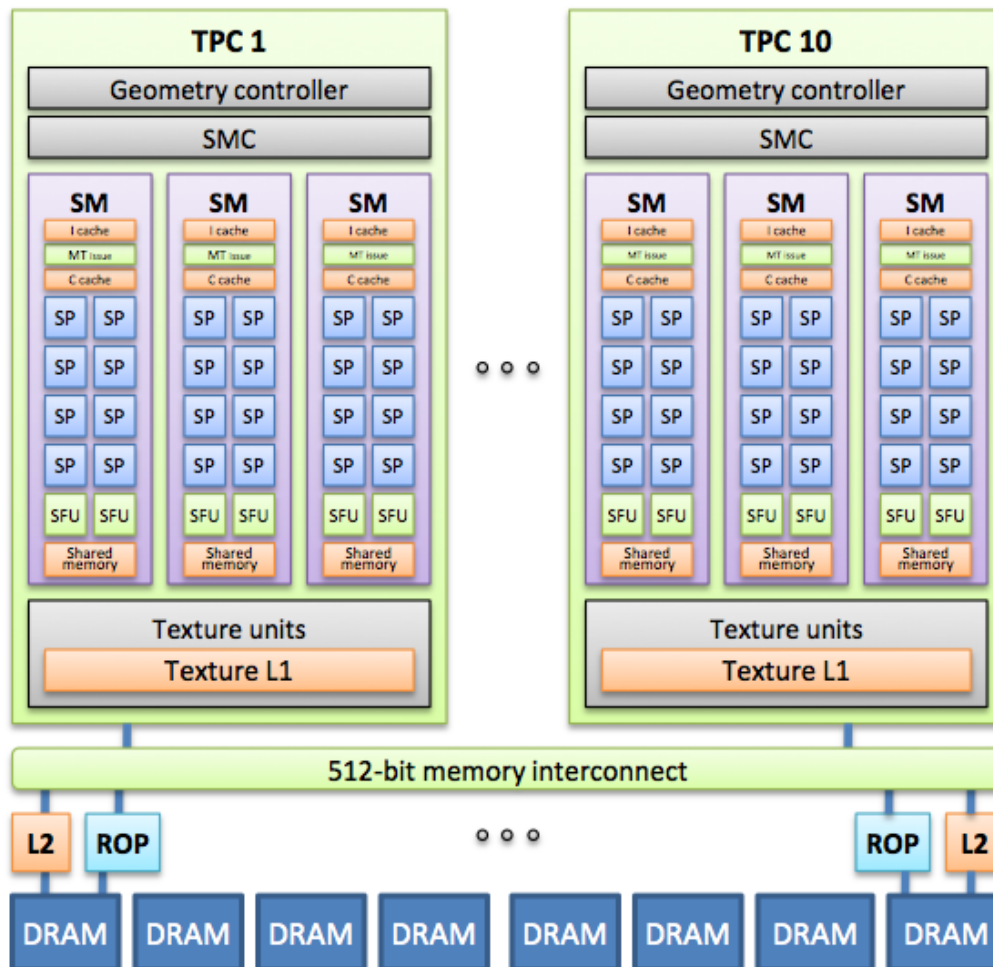 TPC 1
Geometry controller
SMC
SM
I cache
MT issue
C cache
SP SP
SP SP
SP SP
SP SP
SFU SFU
Shared
memory
SM
I cache
MT issue
C cache
SP SP
SP SP
SP SP
SP SP
SFU SFU
Shared
memory
SM
I cache
MT issue
C cache
SP SP
SP SP
SP SP
SP SP
SFU SFU
Shared
memory
Texture units
Texture L1
TPC 10
Geometry controller
SMC
SM
I cache
MT issue
C cache
SP SP
SP SP
SP SP
SP SP
SFU SFU
Shared
memory
SM
I cache
MT issue
C cache
SP SP
SP SP
SP SP
SP SP
SFU SFU
Shared
memory
SM
I cache
MT issue
C cache
SP SP
SP SP
SP SP
SP SP
SFU SFU
Shared
memory
Texture units
Texture L1
512-bit memory interconnect
L2 ROP ROP L2
DRAM DRAM DRAM DRAM DRAM DRAM DRAM DRAM